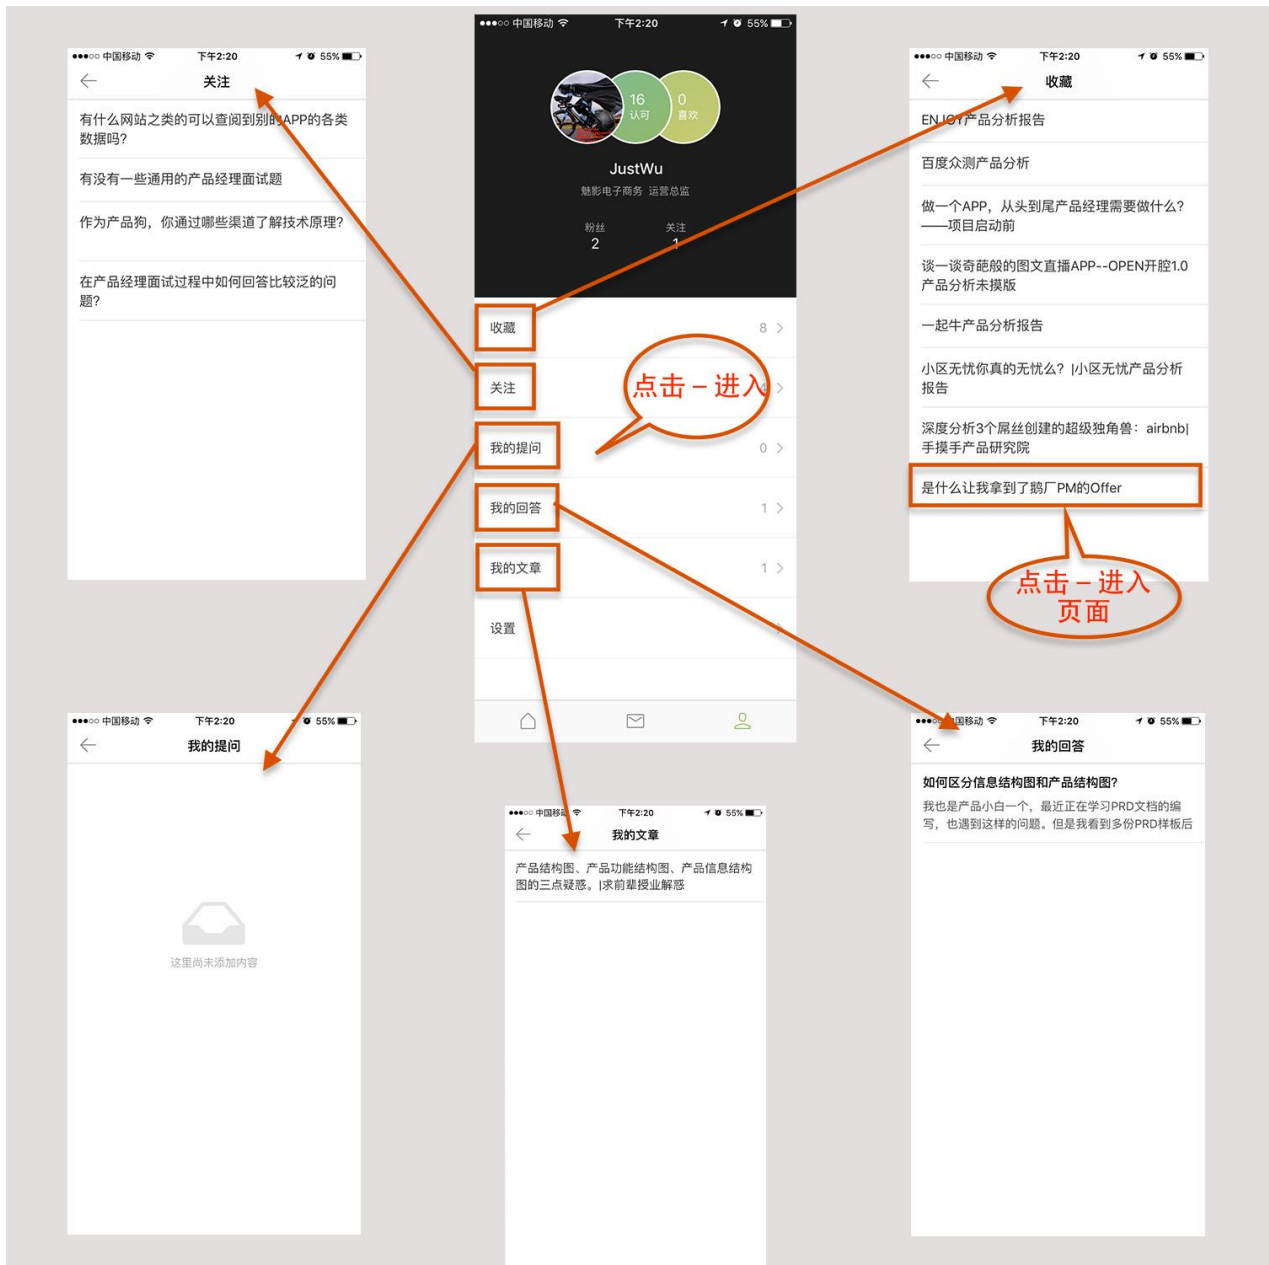 中国移动 下午2:20 55%
关注
有什么网站之类的可以查阅到别的APP的各类
数据吗?
有没有一些通用的产品经理面试题
作为产品狗，你通过哪些渠道了解技术原理?
在产品经理面试过程中如何回答比较泛的问
题?
中国移动 下午2:20 55%
16
认可
0
喜欢
JustWu
魅影电子商务 运营总监
粉丝
2
关注
1
收藏 8
关注 4
点击 – 进入
我的提问 0
我的回答 1
我的文章 1
设置
中国移动 下午2:20 55%
收藏
ENJOY产品分析报告
百度众测产品分析
做一个APP，从头到尾产品经理需要做什么?
——项目启动前
谈一谈奇葩般的图文直播APP--OPEN开腔1.0
产品分析未摸版
一起牛产品分析报告
小区无忧你真的无忧么？|小区无忧产品分析
报告
深度分析3个屌丝创建的超级独角兽：airbnb|
手摸手产品研究院
是什么让我拿到了鹅厂PM的Offer
点击 – 进入
页面
中国移动 下午2:20 55%
我的提问
这里尚未添加内容
中国移动 下午2:20 55%
我的文章
产品结构图、产品功能结构图、产品信息结构
图的三点疑惑。|求前辈授业解惑
中国移动 下午2:20 55%
我的回答
如何区分信息结构图和产品结构图?
我也是产品小白一个，最近正在学习PRD文档的编
写，也遇到这样的问题。但是我看到多份PRD样板后